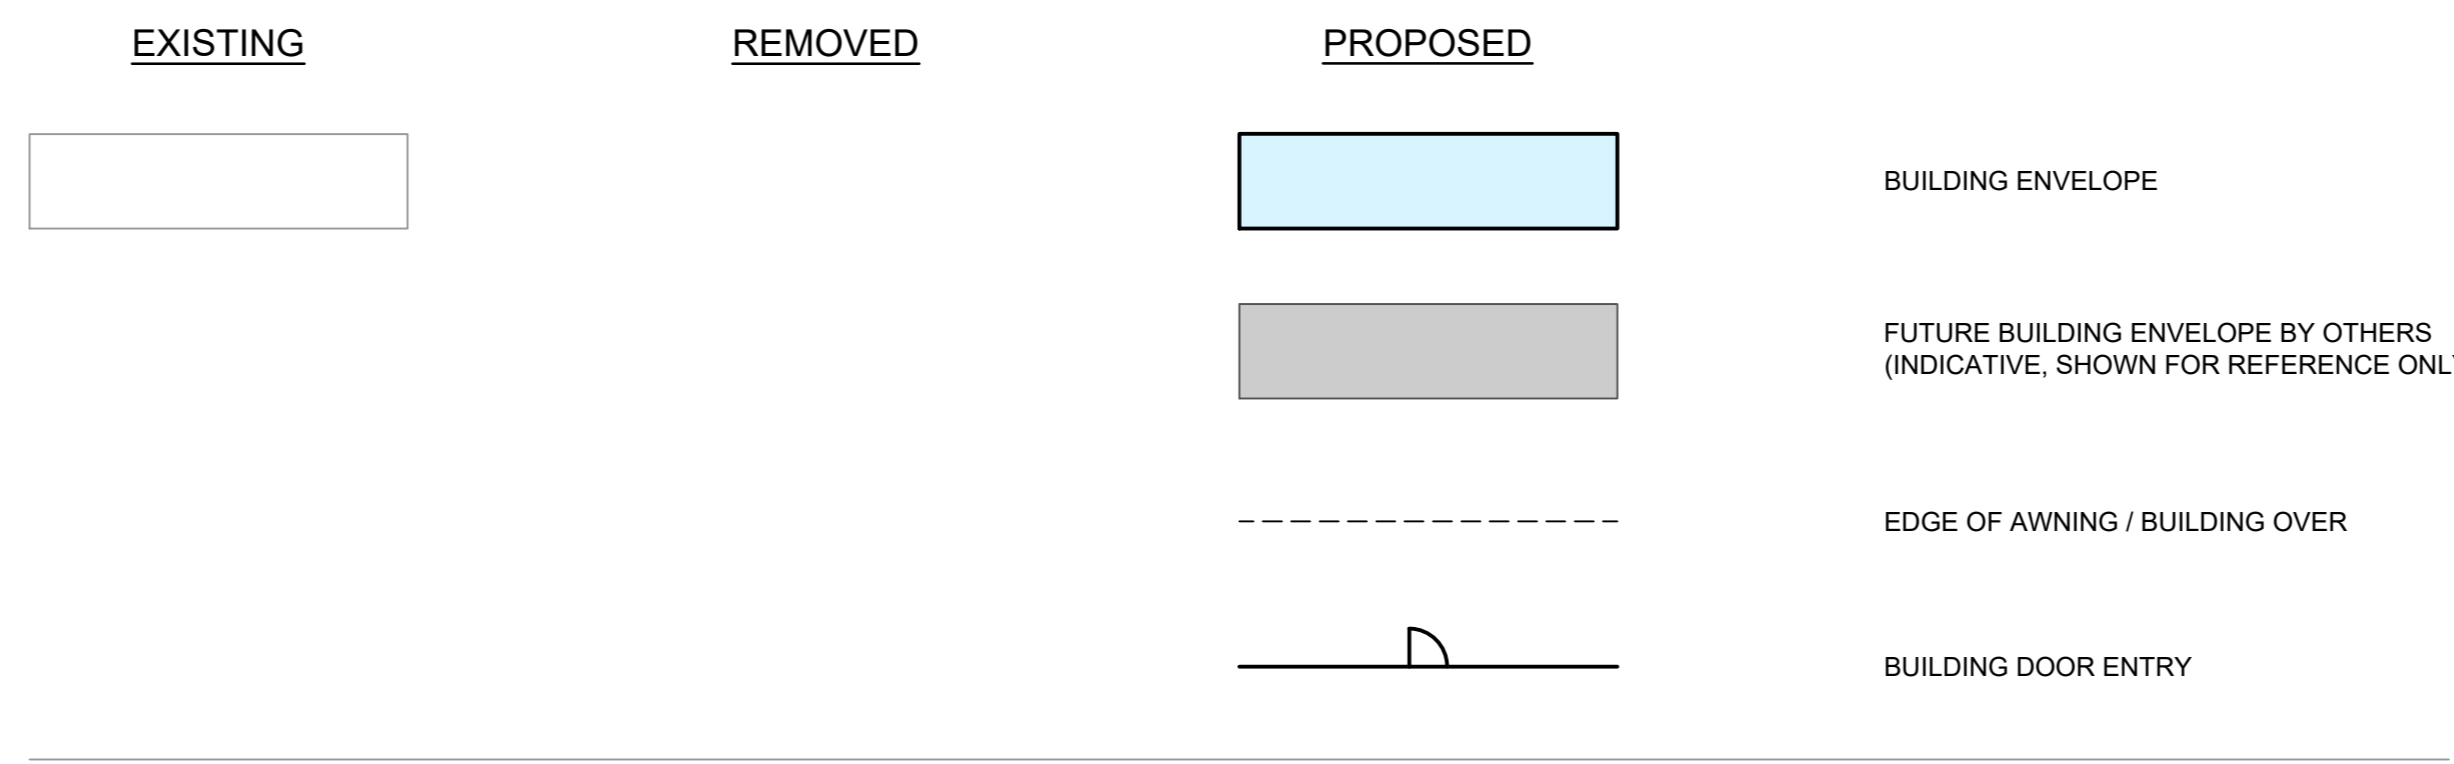 EXISTING REMOVED PROPOSED
BUILDING ENVELOPE
FUTURE BUILDING ENVELOPE BY OTHERS
(INDICATIVE, SHOWN FOR REFERENCE ONLY
EDGE OF AWNING / BUILDING OVER
BUILDING DOOR ENTRY